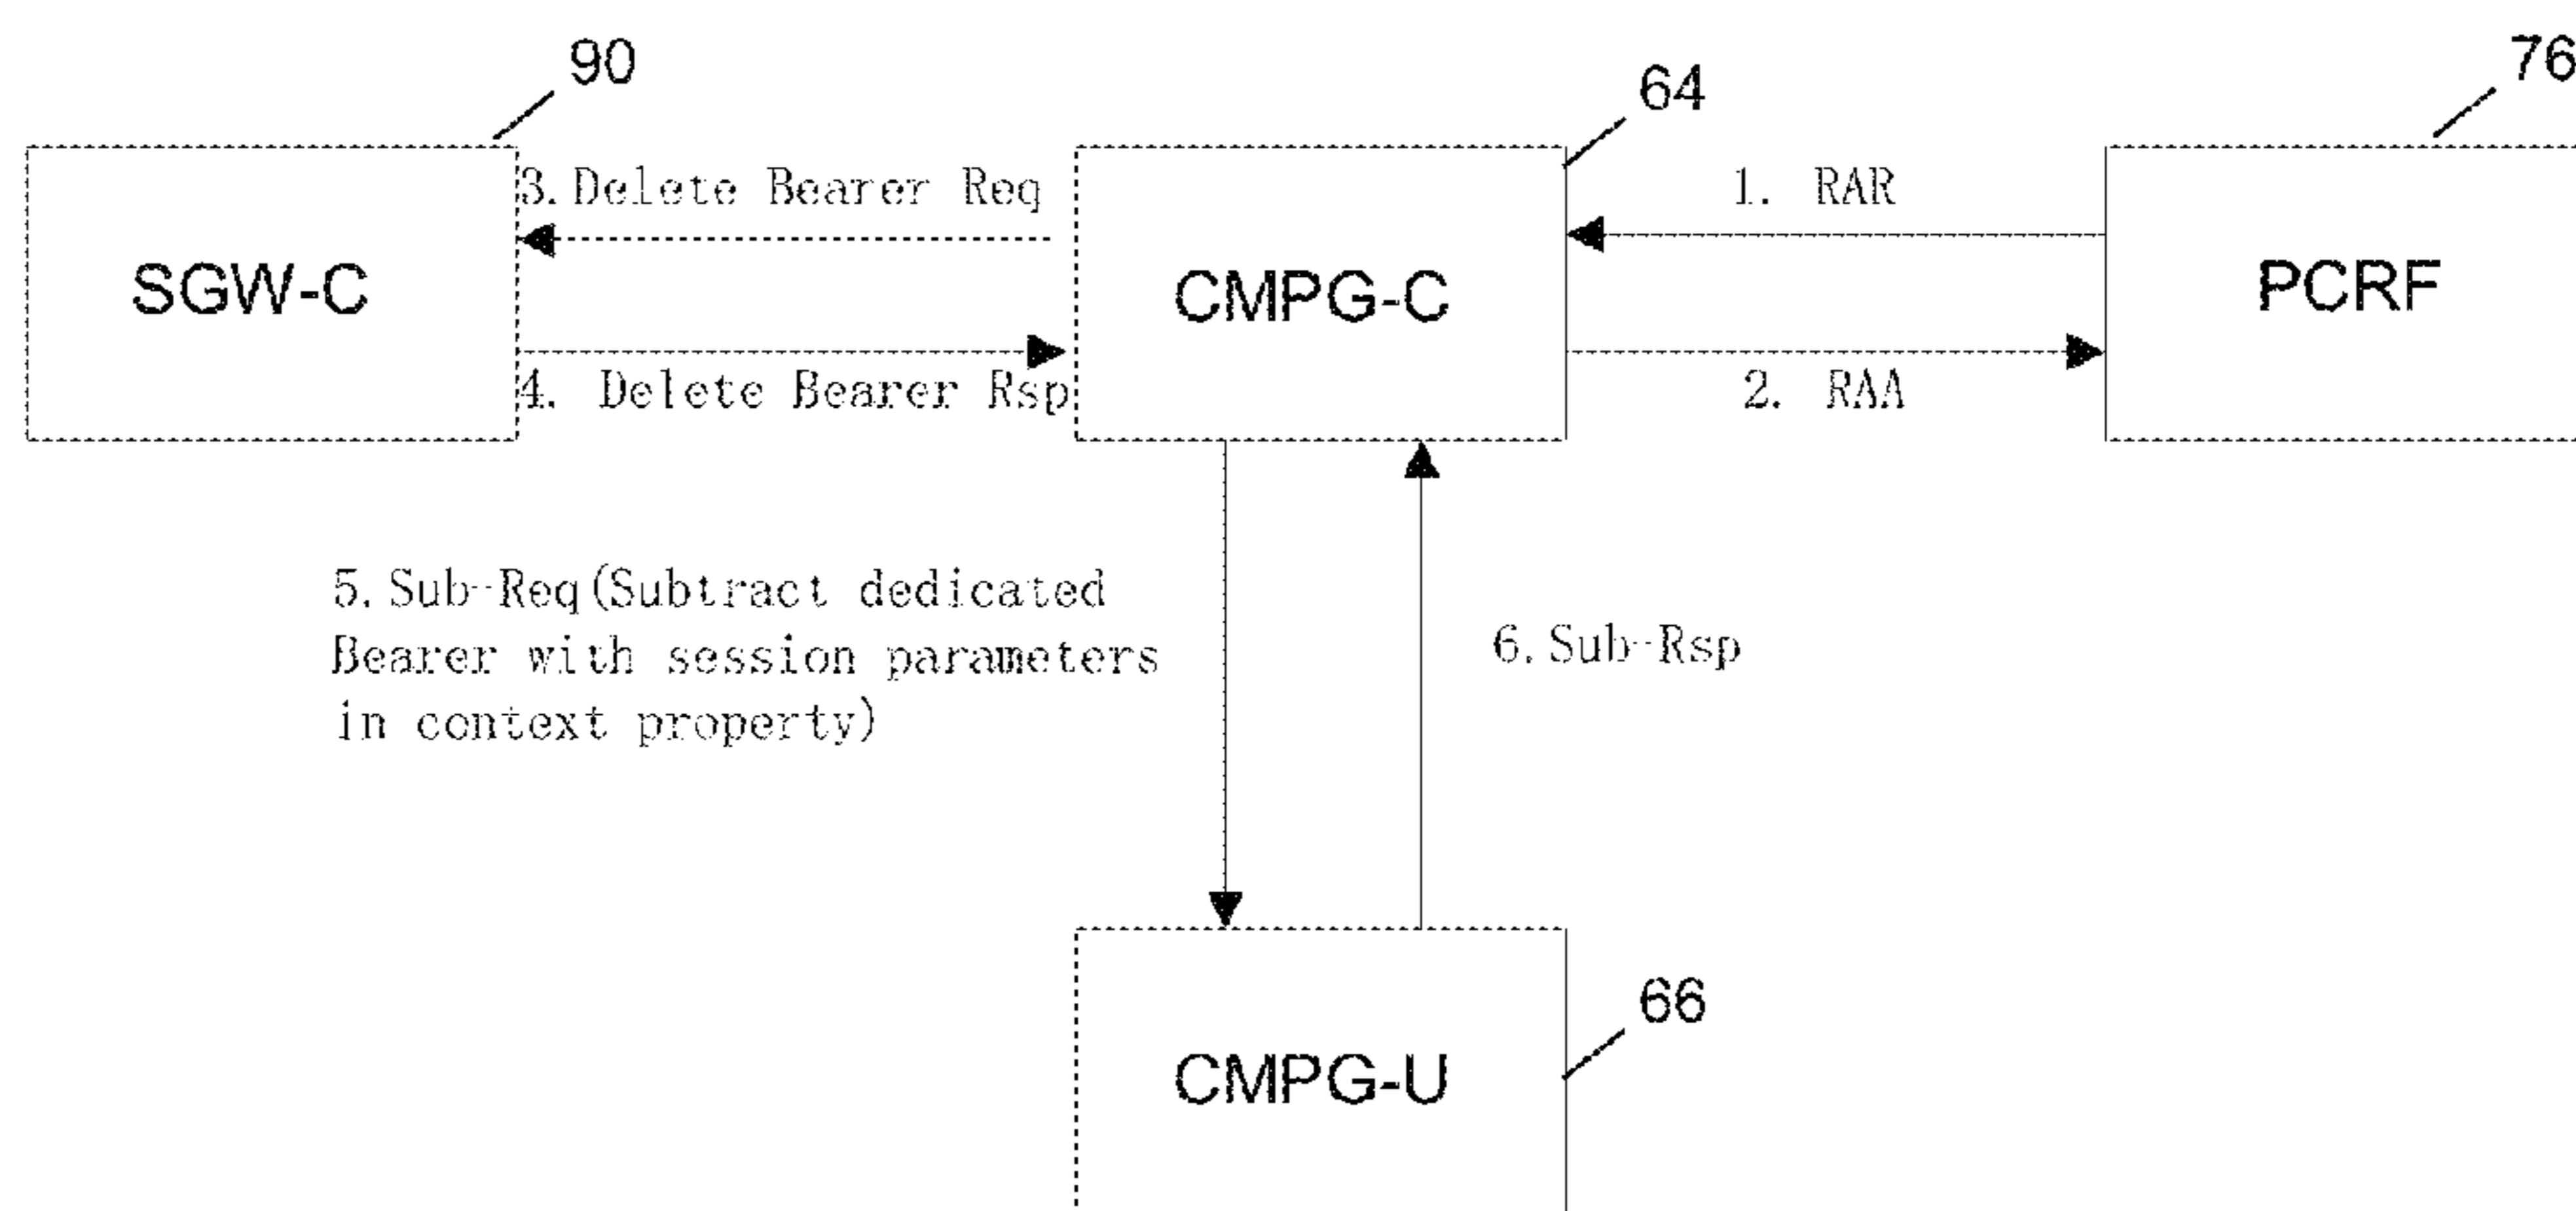 90
64
76
3. Delete Bearer Req
1. RAR
SGW-C
CMPG-C
PCRF
4. Delete Bearer Rsp
2. RAA
5. Sub-Req(Subtract dedicated
Bearer with session parameters
in context property)
6. Sub-Rsp
66
CMPG-U